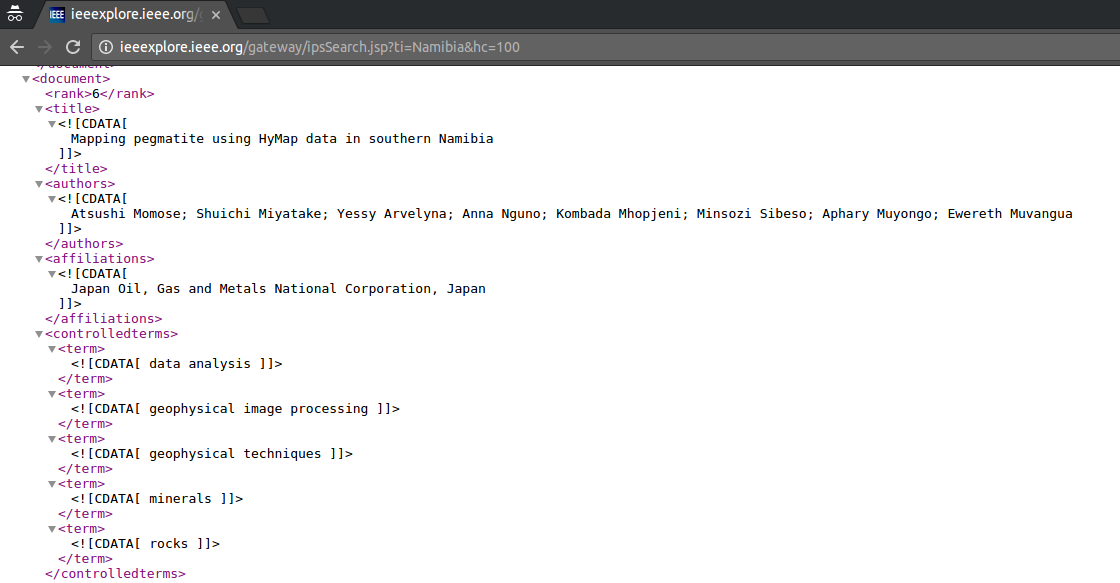 IEEE ieeexplore.ieee.org/g
ieeexplore.ieee.org/gateway/ipsSearch.jsp?ti=Namibia&hc=100
</document>
<document>
<rank>6</rank>
<title>
<![CDATA[
Mapping pegmatite using HyMap data in southern Namibia
]]>
</title>
<authors>
<![CDATA[
Atsushi Momose; Shuichi Miyatake; Yessy Arvelyna; Anna Nguno; Kombada Mhopjeni; Minsozi Sibeso; Aphary Muyongo; Ewereth Muvangua
]]>
</authors>
<affiliations>
<![CDATA[
Japan Oil, Gas and Metals National Corporation, Japan
]]>
</affiliations>
<controlledterms>
<term>
<![CDATA[ data analysis ]]>
</term>
<term>
<![CDATA[ geophysical image processing ]]>
</term>
<term>
<![CDATA[ geophysical techniques ]]>
</term>
<term>
<![CDATA[ minerals ]]>
</term>
<term>
<![CDATA[ rocks ]]>
</term>
</controlledterms>